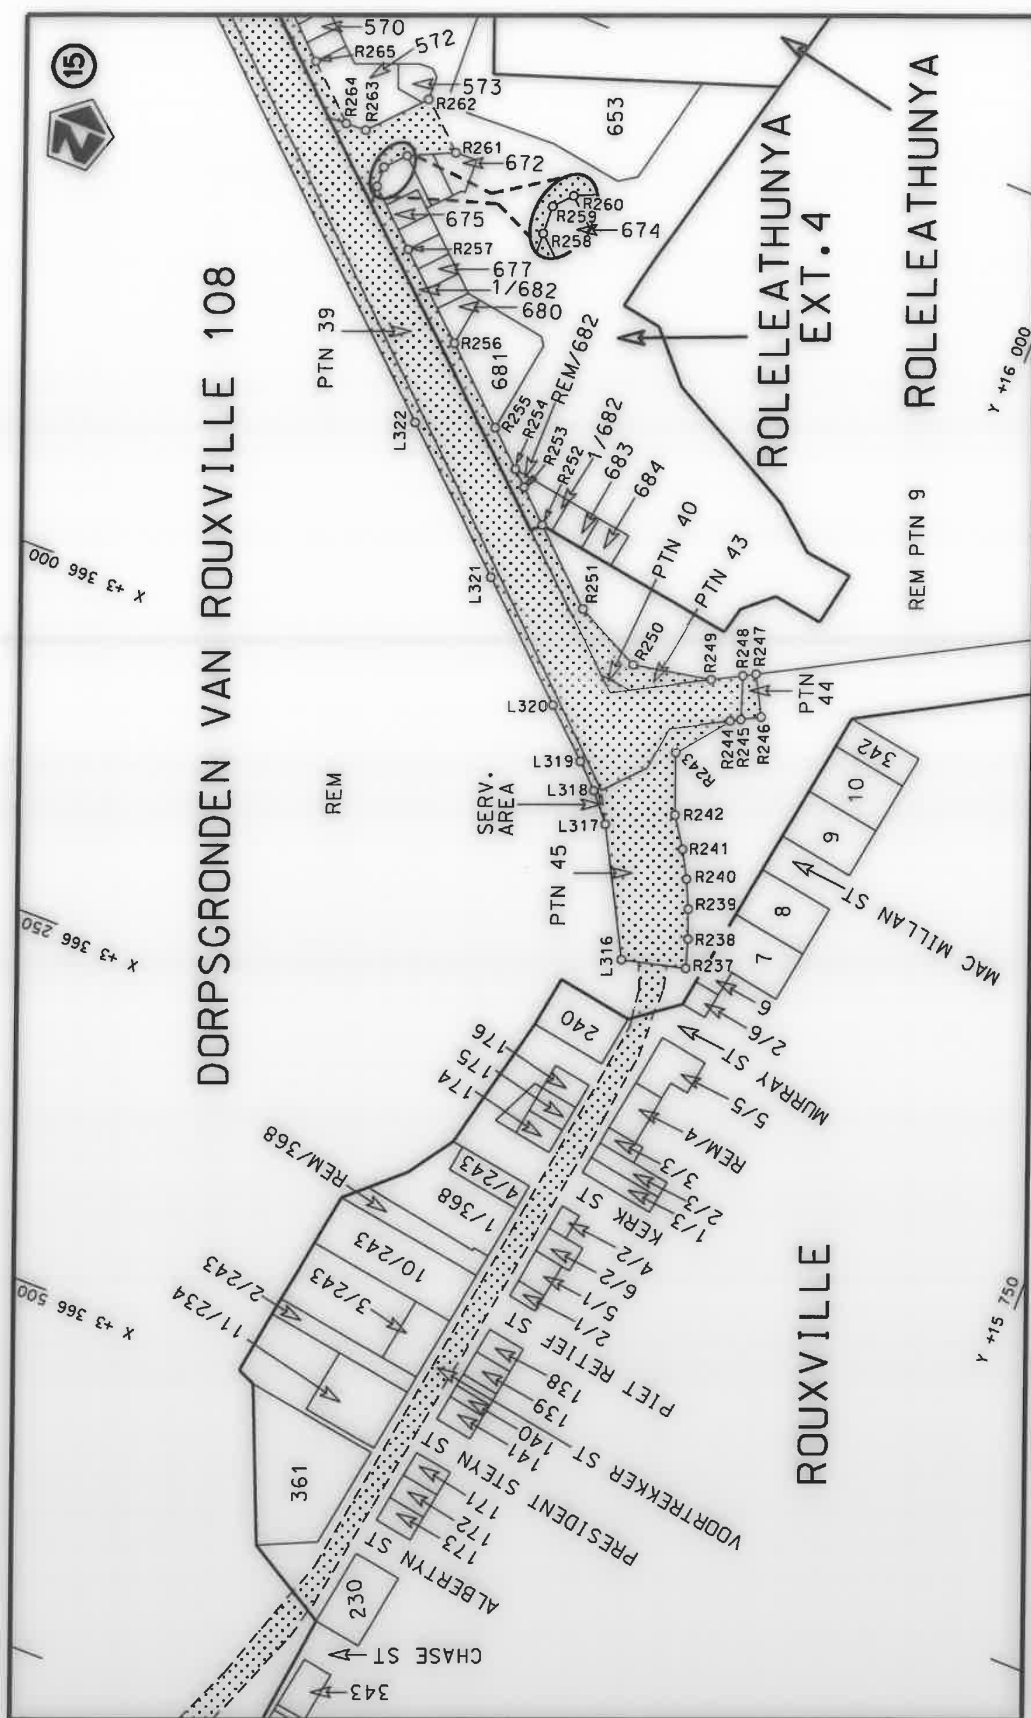 15
DORPSGRONDEN VAN ROUXVILLE 108
X +3 366 000
X +3 366 250
X +3 366 500
Y +16 000
Y +15 750
PTN 39
REM
SERV.
AREA
PTN 45
PTN 40
PTN 43
PTN
44
REM PTN 9
ROLELEATHUNYA
EXT.4
ROLELEATHUNYA
ROUXVILLE
570
572
573
653
672
674
675
677
1/682
680
681
REM/682
1/682
683
684
R265
R264
R263
R262
R261
R260
R259
R258
R257
R256
R255
R254
R253
R252
R251
R250
R249
R248
R247
R246
R245
R244
R243
R242
R241
R240
R239
R238
R237
L322
L321
L320
L319
L318
L317
L316
342
10
9
8
7
6
2/6
MAC MILLAN ST
MURRAY ST
5/5
REM/4
3/3
2/3
1/3
KERK ST
4/2
6/2
5/1
2/1
PIET RETIEF ST
138
139
140
141
VOORTREKKER ST
PRESIDENT STEYN ST
171
172
173
ALBERTYN ST
230
CHASE ST
343
240
176
175
174
4/243
1/368
REM/368
10/243
3/243
2/243
11/234
361